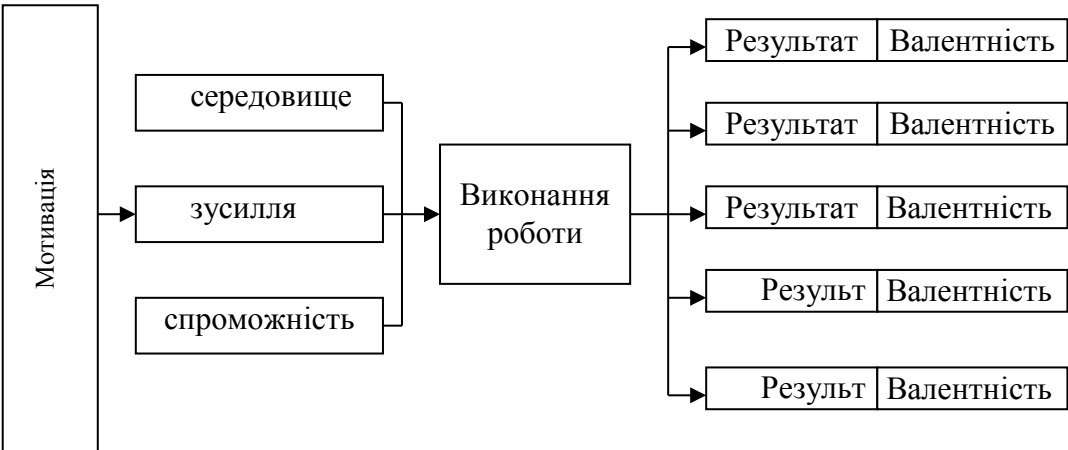 Мотивація
середовище
зусилля
спроможність
Виконання
роботи
Результат Валентність
Результат Валентність
Результат Валентність
Результ Валентність
Результ Валентність